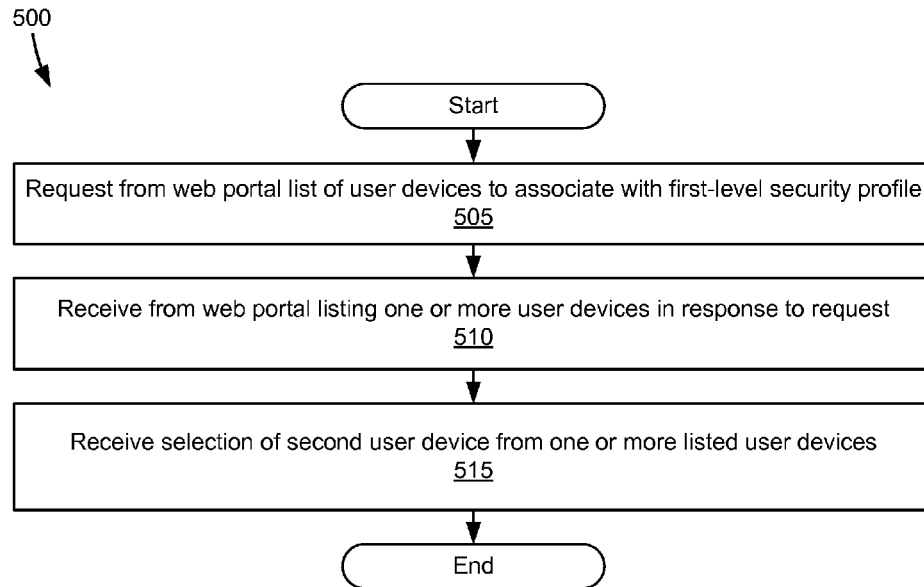 500
Start
Request from web portal list of user devices to associate with first-level security profile
505
Receive from web portal listing one or more user devices in response to request
510
Receive selection of second user device from one or more listed user devices
515
End